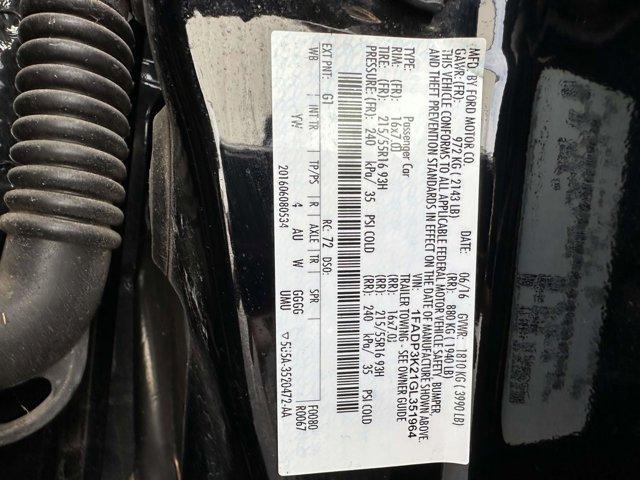 MFD. BY FORD MOTOR CO.
DATE: 06/16 GVWR: 1810 KG ( 3990 LB)
GAWR: (FR): 972 KG ( 2143 LB) (RR): 880 KG ( 1940 LB)
THIS VEHICLE CONFORMS TO ALL APPLICABLE FEDERAL MOTOR VEHICLE SAFETY, BUMPER,
AND THEFT PREVENTION STANDARDS IN EFFECT ON THE DATE OF MANUFACTURE SHOWN ABOVE.
VIN: 1FADP3K21GL351964
TYPE: Passenger Car TRAILER TOWING - SEE OWNER GUIDE
RIM: (FR): 16x7.0J (RR): 16x7.0J
TIRE: (FR): 215/55R16 93H (RR): 215/55R16 93H
PRESSURE: (FR): 240 kPa/ 35 PSI COLD (RR): 240 kPa/ 35 PSI COLD
EXT PNT: G1 RC: 72 DSO: F0080
R0067
WB INT TR TP/PS R AXLE TR SPR
YW 4 AU W GGGG UMU
201606080534 ▽ 5U5A-3520472-AA